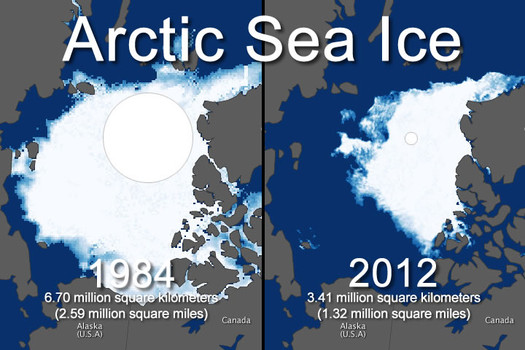 Arctic Sea Ice
1984
6.70 million square kilometers
(2.59 million square miles)
Alaska
(U.S.A)
Canada
2012
3.41 million square kilometers
(1.32 million square miles)
Alaska
(U.S.A)
Canada